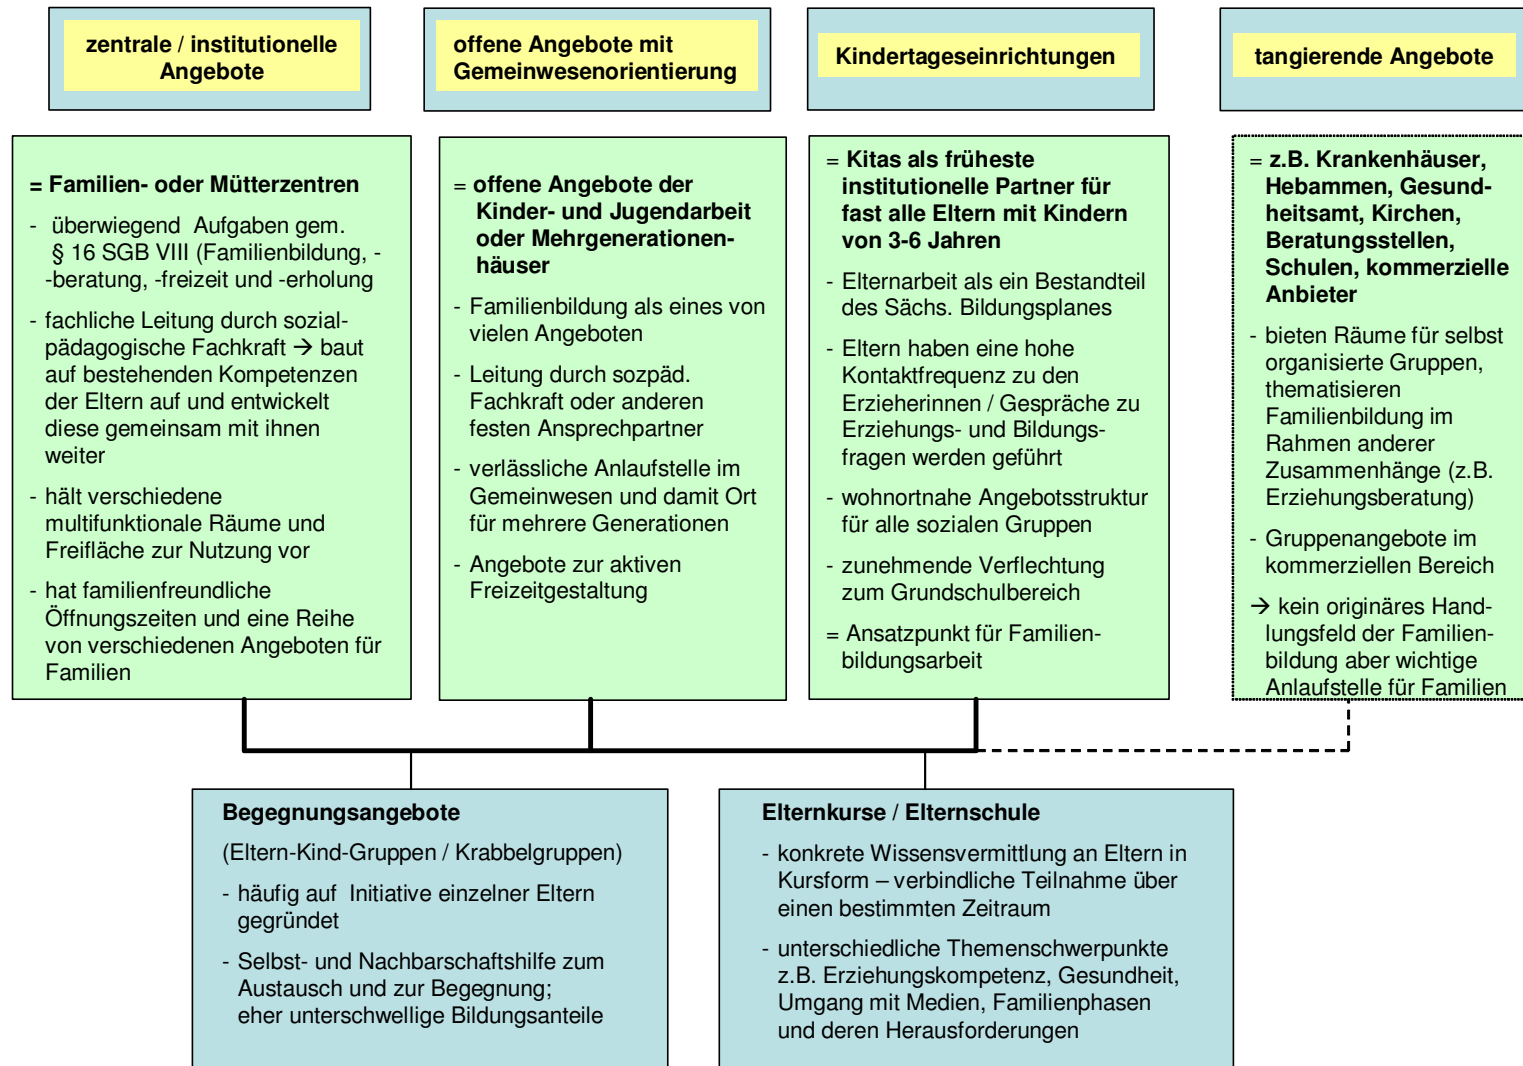 zentrale / institutionelle
Angebote
offene Angebote mit
Gemeinwesenorientierung
Kindertageseinrichtungen
tangierende Angebote
= Familien- oder Mütterzentren
- überwiegend Aufgaben gem.
§ 16 SGB VIII (Familienbildung, -
-beratung, -freizeit und -erholung
- fachliche Leitung durch sozial-
pädagogische Fachkraft → baut
auf bestehenden Kompetenzen
der Eltern auf und entwickelt
diese gemeinsam mit ihnen
weiter
- hält verschiedene
multifunktionale Räume und
Freifläche zur Nutzung vor
- hat familienfreundliche
Öffnungszeiten und eine Reihe
von verschiedenen Angeboten für
Familien
= offene Angebote der
Kinder- und Jugendarbeit
oder Mehrgenerationen-
häuser
- Familienbildung als eines von
vielen Angeboten
- Leitung durch sozpäd.
Fachkraft oder anderen
festen Ansprechpartner
- verlässliche Anlaufstelle im
Gemeinwesen und damit Ort
für mehrere Generationen
- Angebote zur aktiven
Freizeitgestaltung
= Kitas als früheste
institutionelle Partner für
fast alle Eltern mit Kindern
von 3-6 Jahren
- Elternarbeit als ein Bestandteil
des Sächs. Bildungsplanes
- Eltern haben eine hohe
Kontaktfrequenz zu den
Erzieherinnen / Gespräche zu
Erziehungs- und Bildungs-
fragen werden geführt
- wohnortnahe Angebotsstruktur
für alle sozialen Gruppen
- zunehmende Verflechtung
zum Grundschulbereich
= Ansatzpunkt für Familien-
bildungsarbeit
= z.B. Krankenhäuser,
Hebammen, Gesund-
heitsamt, Kirchen,
Beratungsstellen,
Schulen, kommerzielle
Anbieter
- bieten Räume für selbst
organisierte Gruppen,
thematisieren
Familienbildung im
Rahmen anderer
Zusammenhänge (z.B.
Erziehungsberatung)
- Gruppenangebote im
kommerziellen Bereich
→ kein originäres Hand-
lungsfeld der Familien-
bildung aber wichtige
Anlaufstelle für Familien
Begegnungsangebote
(Eltern-Kind-Gruppen / Krabbelgruppen)
- häufig auf Initiative einzelner Eltern
gegründet
- Selbst- und Nachbarschaftshilfe zum
Austausch und zur Begegnung;
eher unterschwellige Bildungsanteile
Elternkurse / Elternschule
- konkrete Wissensvermittlung an Eltern in
Kursform – verbindliche Teilnahme über
einen bestimmten Zeitraum
- unterschiedliche Themenschwerpunkte
z.B. Erziehungskompetenz, Gesundheit,
Umgang mit Medien, Familienphasen
und deren Herausforderungen